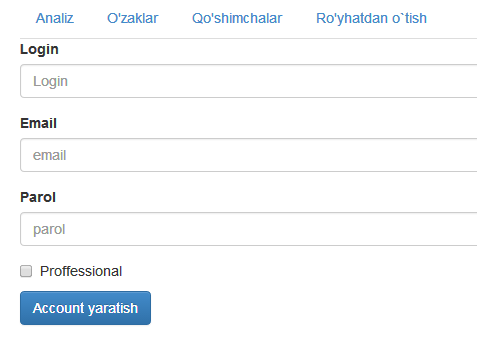 Analiz O'zaklar Qo'shimchalar Ro'yhatdan o`tish
Login
Login
Email
email
Parol
parol
Proffessional
Account yaratish